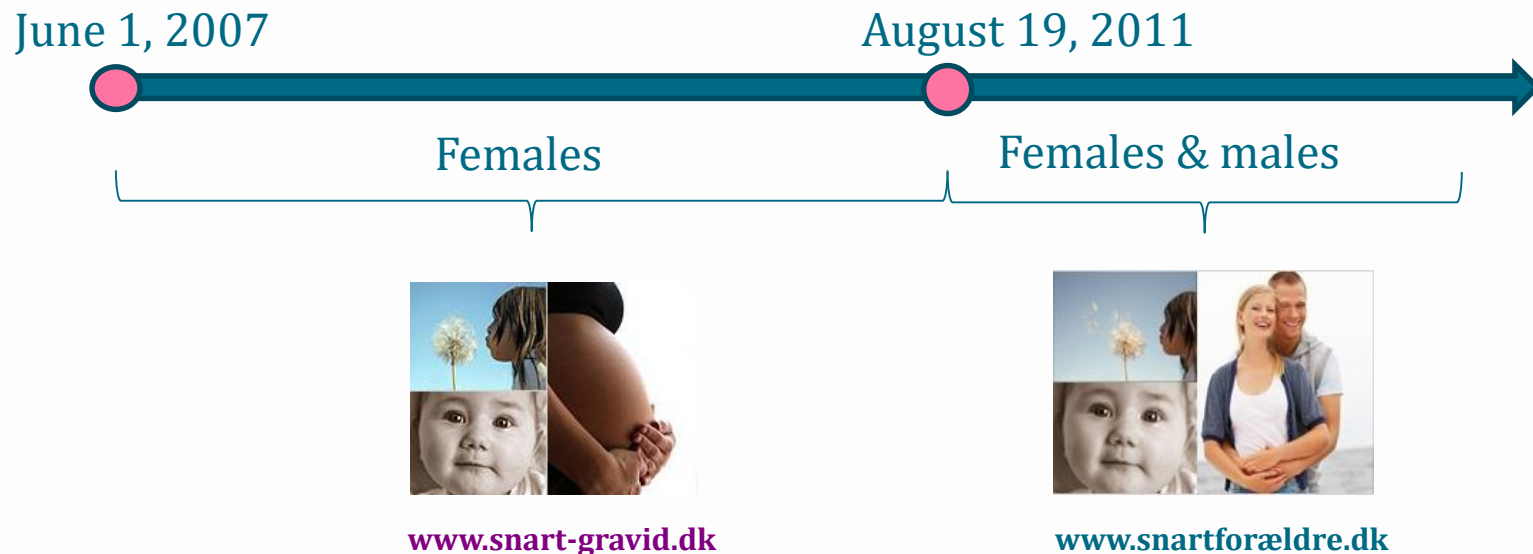 June 1, 2007
August 19, 2011
Females
Females & males
www.snart-gravid.dk
www.snartforældre.dk